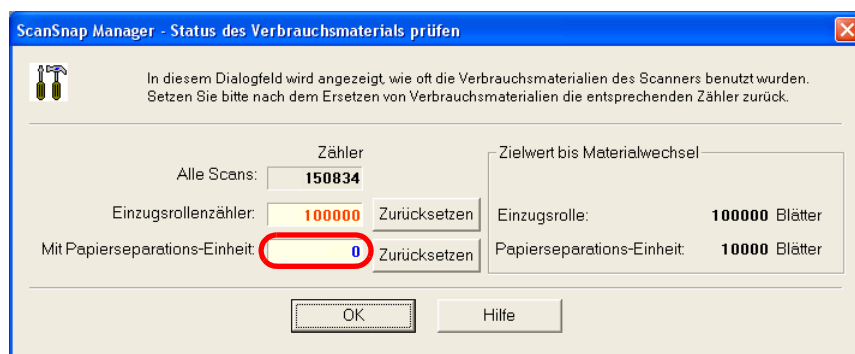 ScanSnap Manager - Status des Verbrauchsmaterials prüfen
In diesem Dialogfeld wird angezeigt, wie oft die Verbrauchsmaterialien des Scanners benutzt wurden.
Setzen Sie bitte nach dem Ersetzen von Verbrauchsmaterialien die entsprechenden Zähler zurück.
Zähler
Alle Scans: 150834
Einzugsrollenzähler: 100000 Zurücksetzen
Mit Papierseparations-Einheit: 0 Zurücksetzen
Zielwert bis Materialwechsel
Einzugsrolle: 100000 Blätter
Papierseparations-Einheit: 10000 Blätter
OK Hilfe